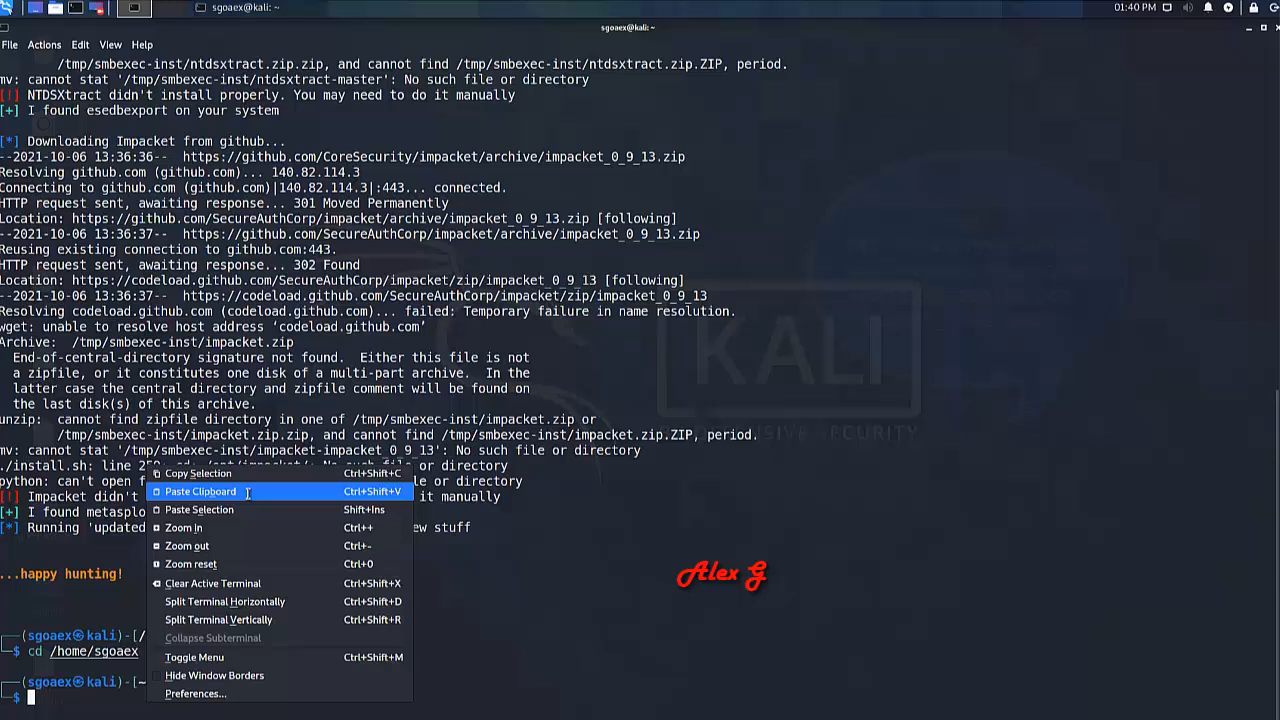 sgoaex@kali: ~
01:40 PM
sgoaex@kali: ~
File Actions Edit View Help
/tmp/smbexec-inst/ntdsxtract.zip.zip, and cannot find /tmp/smbexec-inst/ntdsxtract.zip.ZIP, period.
mv: cannot stat '/tmp/smbexec-inst/ntdsxtract-master': No such file or directory
[!] NTDSXtract didn't install properly. You may need to do it manually
[+] I found esedbexport on your system
[*] Downloading Impacket from github...
--2021-10-06 13:36:36-- https://github.com/CoreSecurity/impacket/archive/impacket_0_9_13.zip
Resolving github.com (github.com)... 140.82.114.3
Connecting to github.com (github.com)|140.82.114.3|:443... connected.
HTTP request sent, awaiting response... 301 Moved Permanently
Location: https://github.com/SecureAuthCorp/impacket/archive/impacket_0_9_13.zip [following]
--2021-10-06 13:36:37-- https://github.com/SecureAuthCorp/impacket/archive/impacket_0_9_13.zip
Reusing existing connection to github.com:443.
HTTP request sent, awaiting response... 302 Found
Location: https://codeload.github.com/SecureAuthCorp/impacket/zip/impacket_0_9_13 [following]
--2021-10-06 13:36:37-- https://codeload.github.com/SecureAuthCorp/impacket/zip/impacket_0_9_13
Resolving codeload.github.com (codeload.github.com)... failed: Temporary failure in name resolution.
wget: unable to resolve host address ‘codeload.github.com’
Archive: /tmp/smbexec-inst/impacket.zip
End-of-central-directory signature not found. Either this file is not
a zipfile, or it constitutes one disk of a multi-part archive. In the
latter case the central directory and zipfile comment will be found on
the last disk(s) of this archive.
unzip: cannot find zipfile directory in one of /tmp/smbexec-inst/impacket.zip or
/tmp/smbexec-inst/impacket.zip.zip, and cannot find /tmp/smbexec-inst/impacket.zip.ZIP, period.
mv: cannot stat '/tmp/smbexec-inst/impacket-impacket_0_9_13': No such file or directory
./install.sh: line 259: cd: /opt/impacket/: No such file or directory
python: can't open f le or directory
[!] Impacket didn't it manually
[+] I found metasplo
[*] Running 'updated ew stuff
...happy hunting!
(sgoaex㉿kali)-[/
$ cd /home/sgoaex
(sgoaex㉿kali)-[~
$
Copy Selection Ctrl+Shift+C
Paste Clipboard Ctrl+Shift+V
Paste Selection Shift+Ins
Zoom In Ctrl++
Zoom out Ctrl+-
Zoom reset Ctrl+0
Clear Active Terminal Ctrl+Shift+X
Split Terminal Horizontally Ctrl+Shift+D
Split Terminal Vertically Ctrl+Shift+R
Collapse Subterminal
Toggle Menu Ctrl+Shift+M
Hide Window Borders
Preferences...
KALI
Alex G